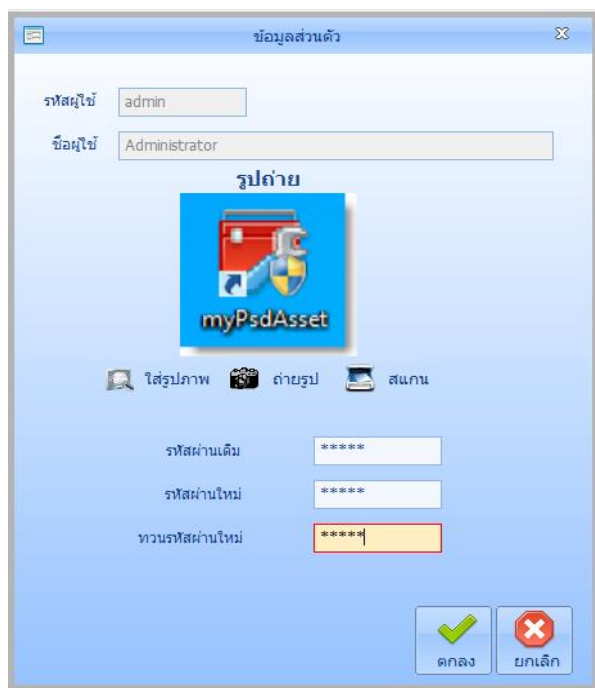 ข้อมูลส่วนตัว
รหัสผู้ใช้ admin
ชื่อผู้ใช้ Administrator
รูปถ่าย
myPsdAsset
ใส่รูปภาพ ถ่ายรูป สแกน
รหัสผ่านเดิม *****
รหัสผ่านใหม่ *****
ทวนรหัสผ่านใหม่ *****
ตกลง ยกเลิก